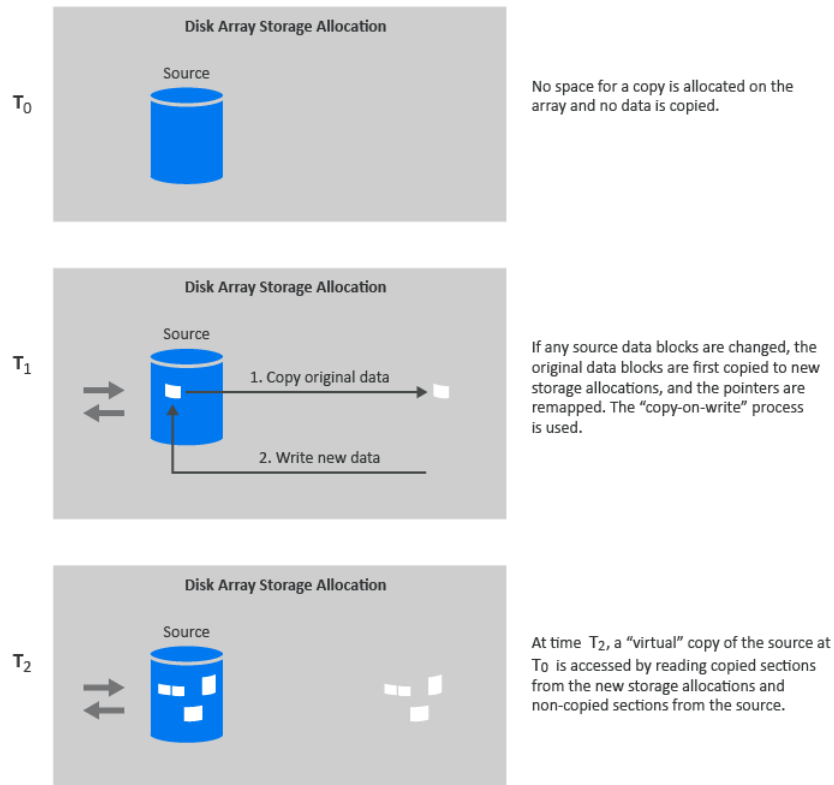 Disk Array Storage Allocation
Source
T0
No space for a copy is allocated on the
array and no data is copied.
Disk Array Storage Allocation
Source
T1
1. Copy original data
2. Write new data
If any source data blocks are changed, the
original data blocks are first copied to new
storage allocations, and the pointers are
remapped. The “copy-on-write” process
is used.
Disk Array Storage Allocation
Source
T2
At time T2, a “virtual” copy of the source at
T0 is accessed by reading copied sections
from the new storage allocations and
non-copied sections from the source.